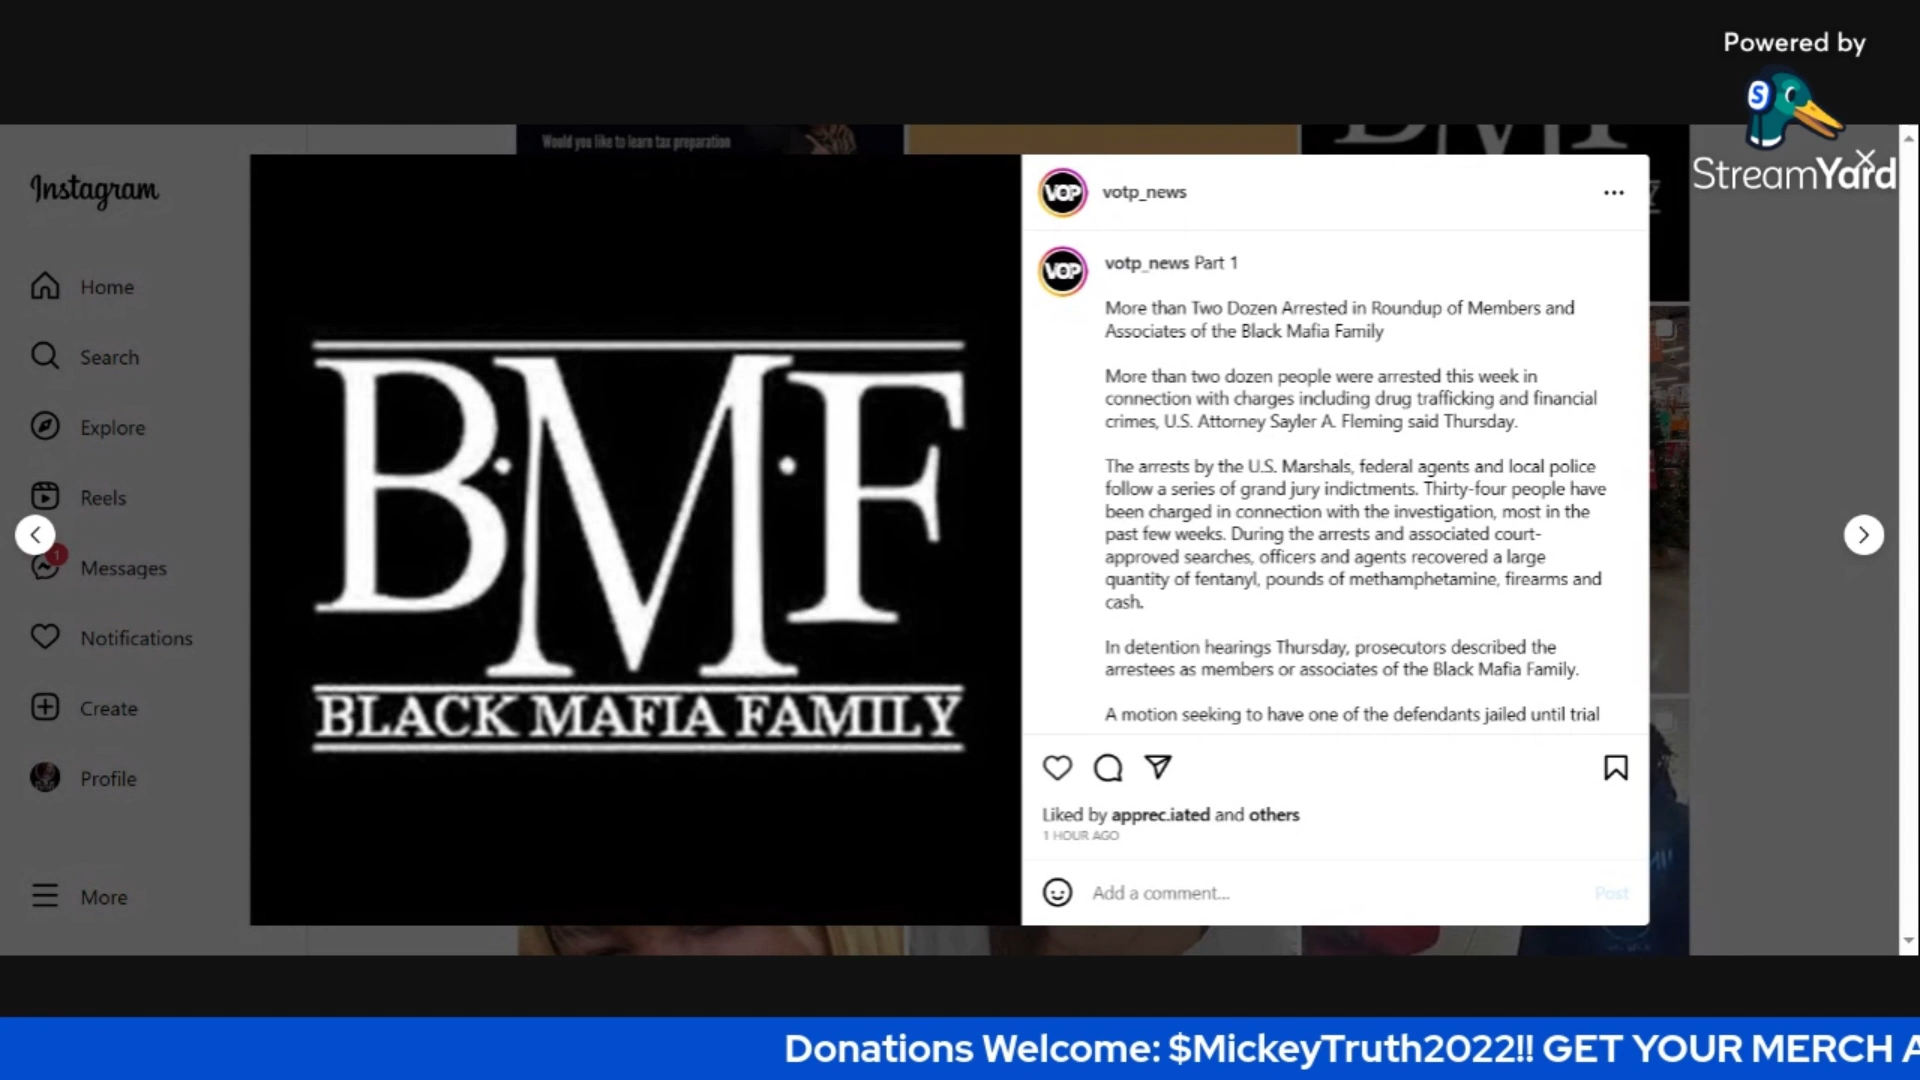 Powered by
StreamYard
Would you like to learn tax preparation
Instagram
Home
Search
Explore
Reels
1
Messages
Notifications
Create
Profile
More
B·M·F
BLACK MAFIA FAMILY
VOP
votp_news
VOP
votp_news Part 1
More than Two Dozen Arrested in Roundup of Members and
Associates of the Black Mafia Family
More than two dozen people were arrested this week in
connection with charges including drug trafficking and financial
crimes, U.S. Attorney Sayler A. Fleming said Thursday.
The arrests by the U.S. Marshals, federal agents and local police
follow a series of grand jury indictments. Thirty-four people have
been charged in connection with the investigation, most in the
past few weeks. During the arrests and associated court-
approved searches, officers and agents recovered a large
quantity of fentanyl, pounds of methamphetamine, firearms and
cash.
In detention hearings Thursday, prosecutors described the
arrestees as members or associates of the Black Mafia Family.
A motion seeking to have one of the defendants jailed until trial
Liked by apprec.iated and others
1 HOUR AGO
Add a comment...
Post
Donations Welcome: $MickeyTruth2022!! GET YOUR MERCH A